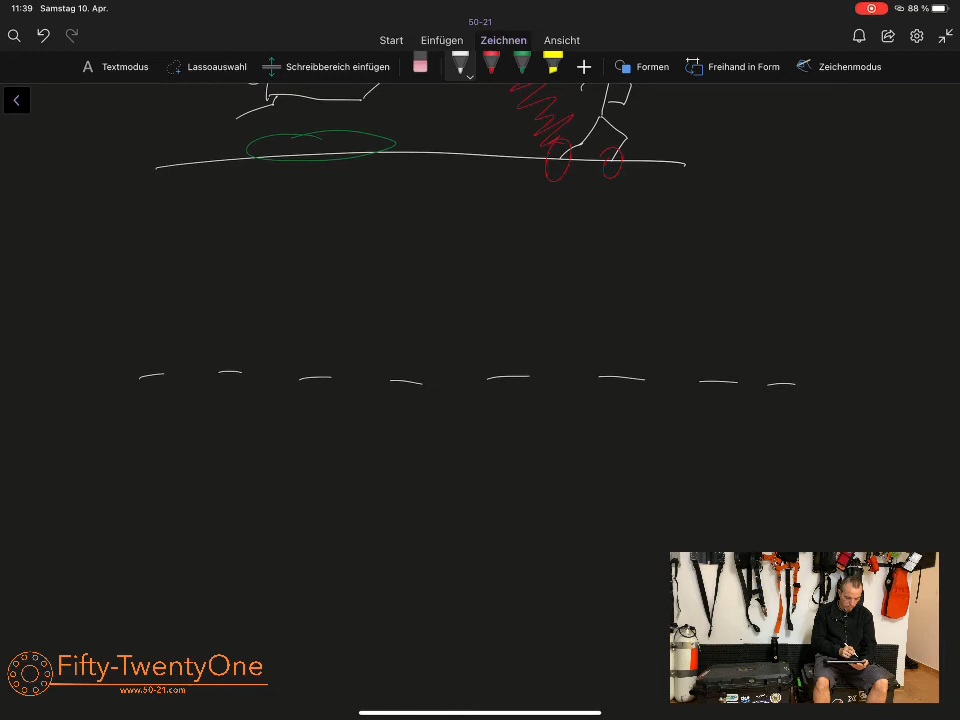 11:39 Samstag 10. Apr.
88 %
50-21
Start Einfügen Zeichnen Ansicht
Textmodus Lassoauswahl Schreibbereich einfügen Formen Freihand in Form Zeichenmodus
Fifty-TwentyOne
www.50-21.com